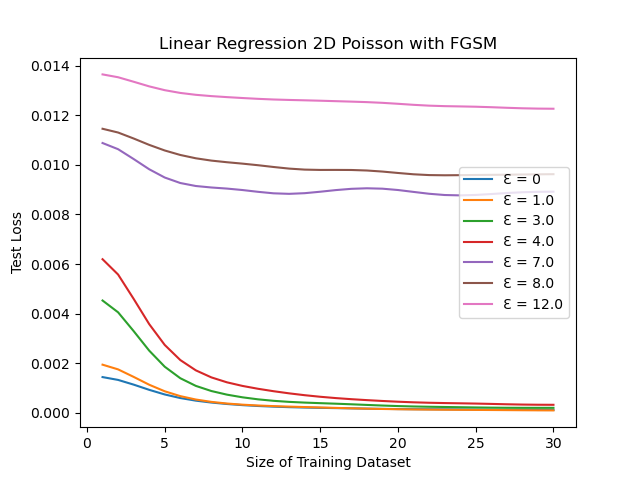 Linear Regression 2D Poisson with FGSM
0.014
0.012
0.010
0.008
0.006
0.004
0.002
0.000
Test Loss
0 5 10 15 20 25 30
Size of Training Dataset
Ɛ = 0
Ɛ = 1.0
Ɛ = 3.0
Ɛ = 4.0
Ɛ = 7.0
Ɛ = 8.0
Ɛ = 12.0